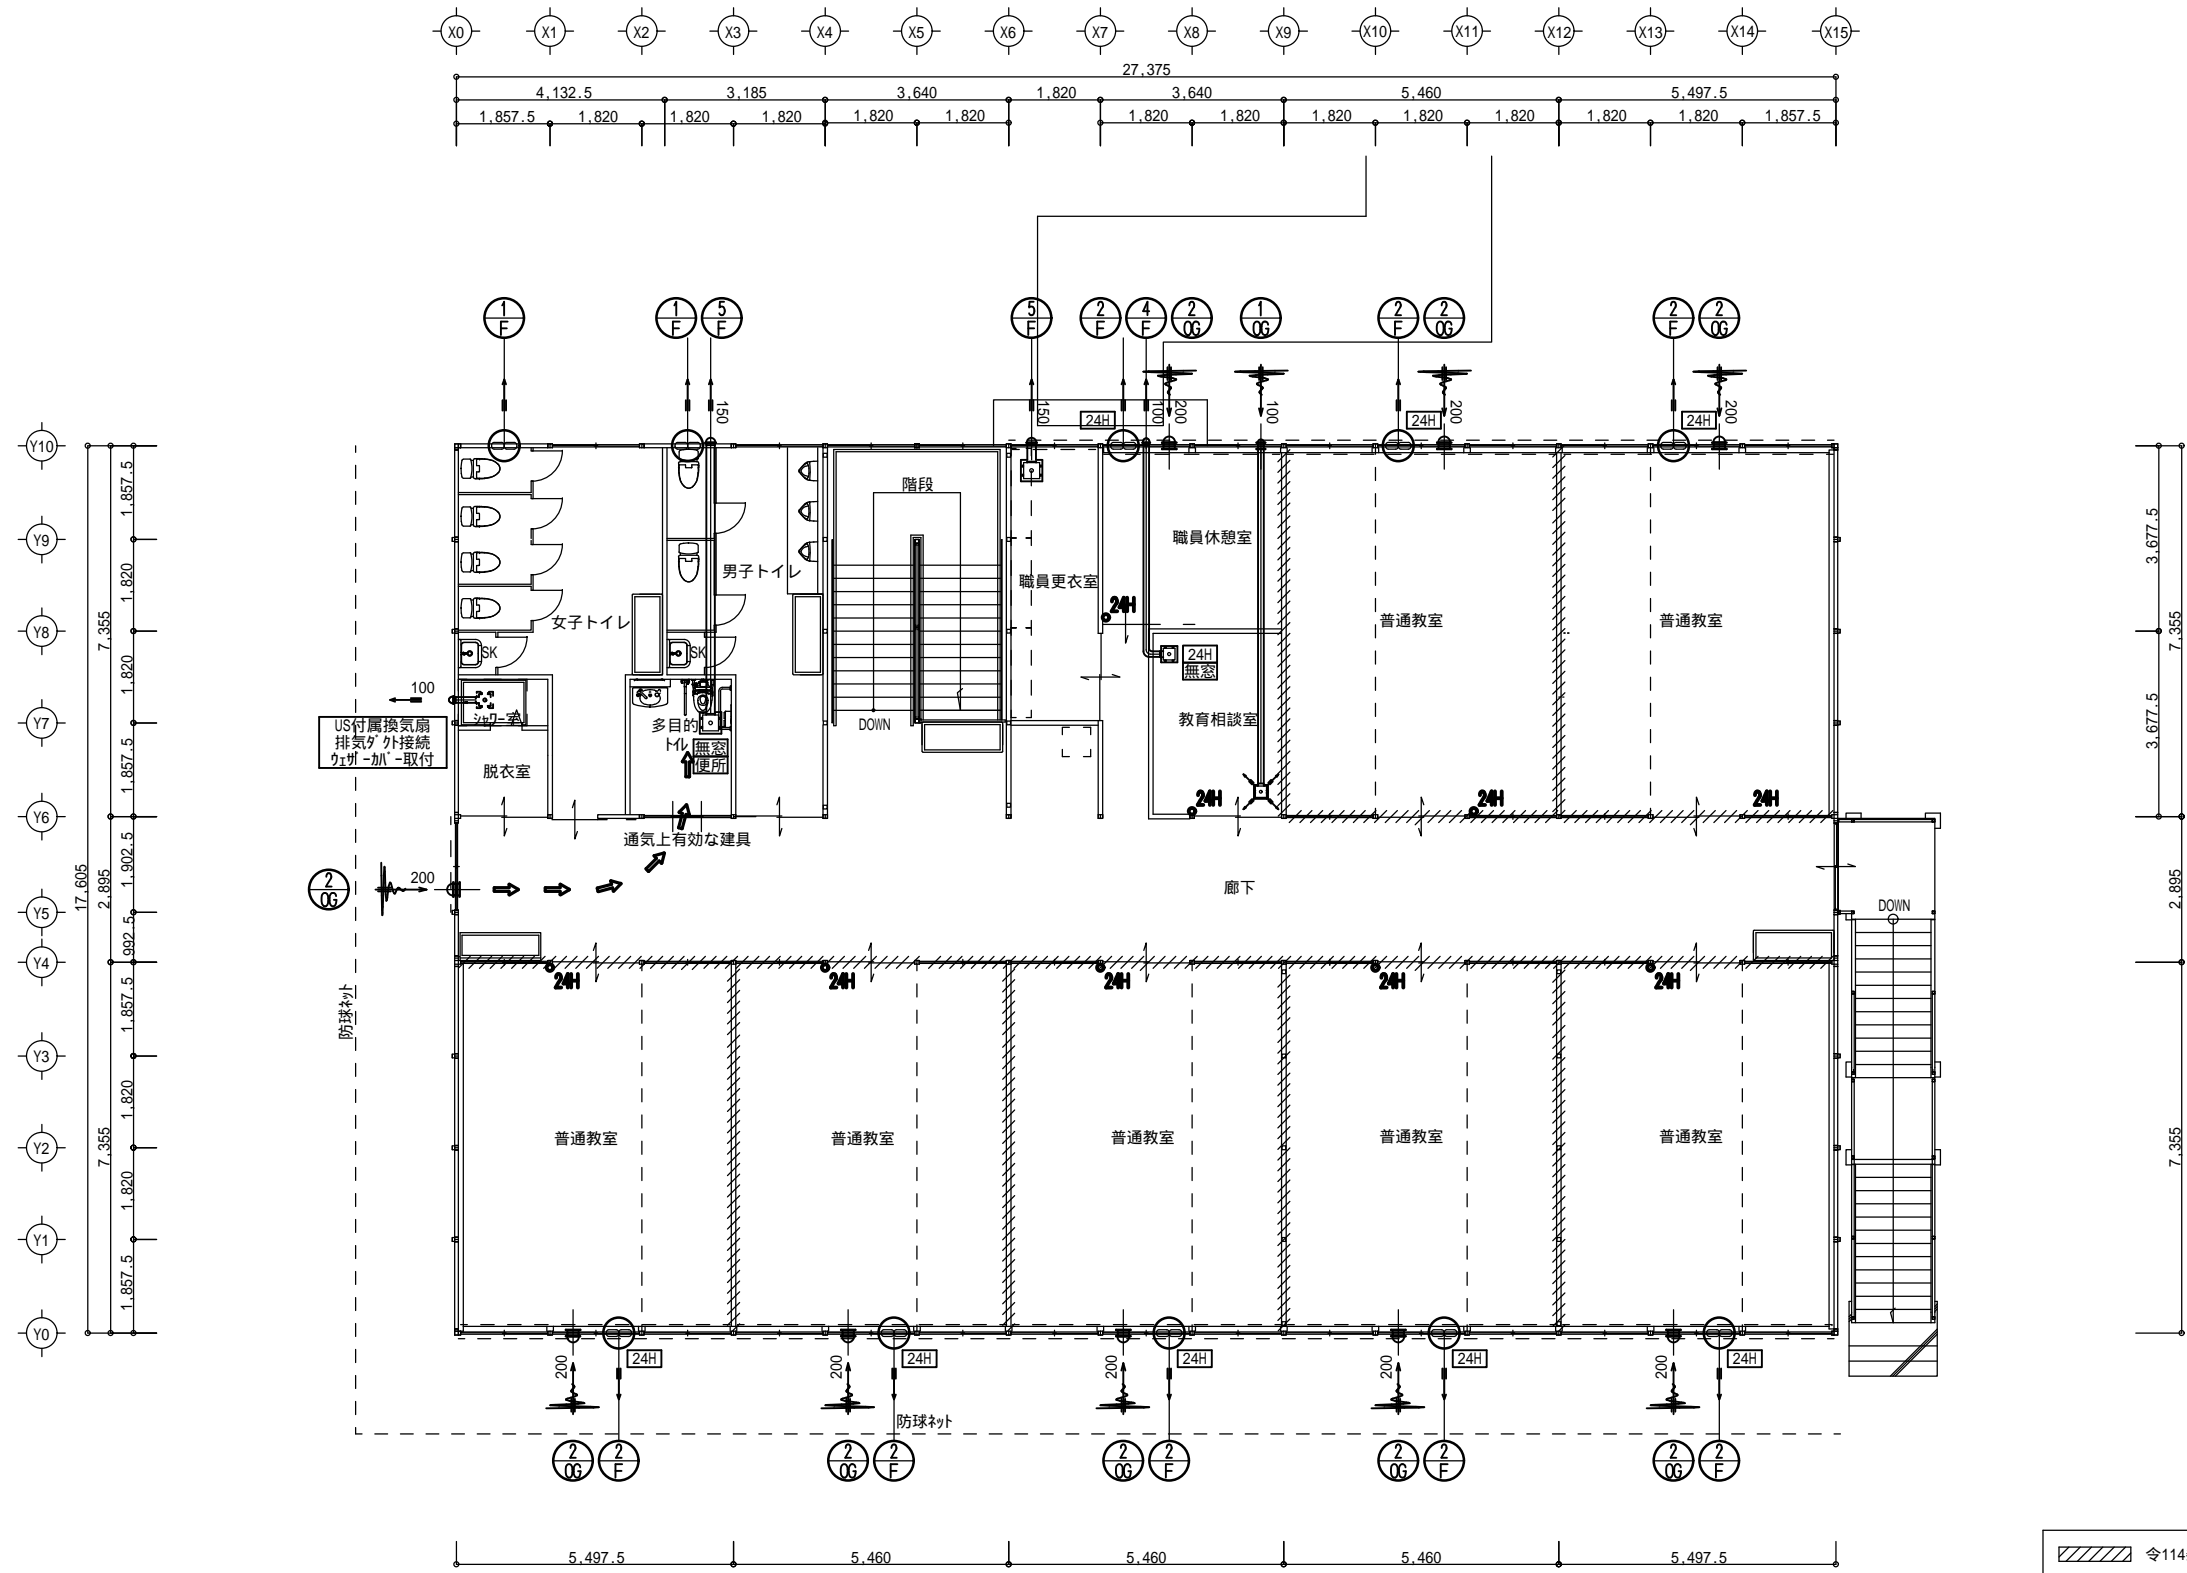 X0 X1 X2 X3 X4 X5 X6 X7 X8 X9 X10 X11 X12 X13 X14 X15
27,375
4,132.5 3,185 3,640 1,820 3,640 5,460 5,497.5
1,857.5 1,820 1,820 1,820 1,820 1,820 1,820 1,820 1,820 1,820 1,820 1,820 1,820 1,857.5
1 F
1 F
5 F
5 F
2 F
4 F
2 OG
1 OG
2 F
2 OG
2 F
2 OG
150 150 24H 100 200 100 24H 200 24H 200
Y10
Y9
Y8
Y7
Y6
Y5
Y4
Y3
Y2
Y1
Y0
17,605
7,355
2,895
7,355
1,857.5
1,820
1,820
1,857.5
1,902.5
992.5
1,857.5
1,820
1,820
1,857.5
3,677.5
3,677.5
7,355
2,895
7,355
階段
職員休憩室
男子トイレ
職員更衣室
24H
女子トイレ
普通教室
普通教室
SK
SK
24H
無窓
100
シャワー室
US付属換気扇
排気ダクト接続
ウェザーカバー取付
多目的
トイレ
無窓
便所
DOWN
教育相談室
脱衣室
24H
24H
24H
通気上有効な建具
2 OG
200
廊下
DOWN
24H
24H
24H
24H
24H
防球ネット
普通教室
普通教室
普通教室
普通教室
普通教室
200 24H
200 24H
200 24H
200 24H
200 24H
防球ネット
2 OG
2 F
2 OG
2 F
2 OG
2 F
2 OG
2 F
2 OG
2 F
5,497.5 5,460 5,460 5,460 5,497.5
令114